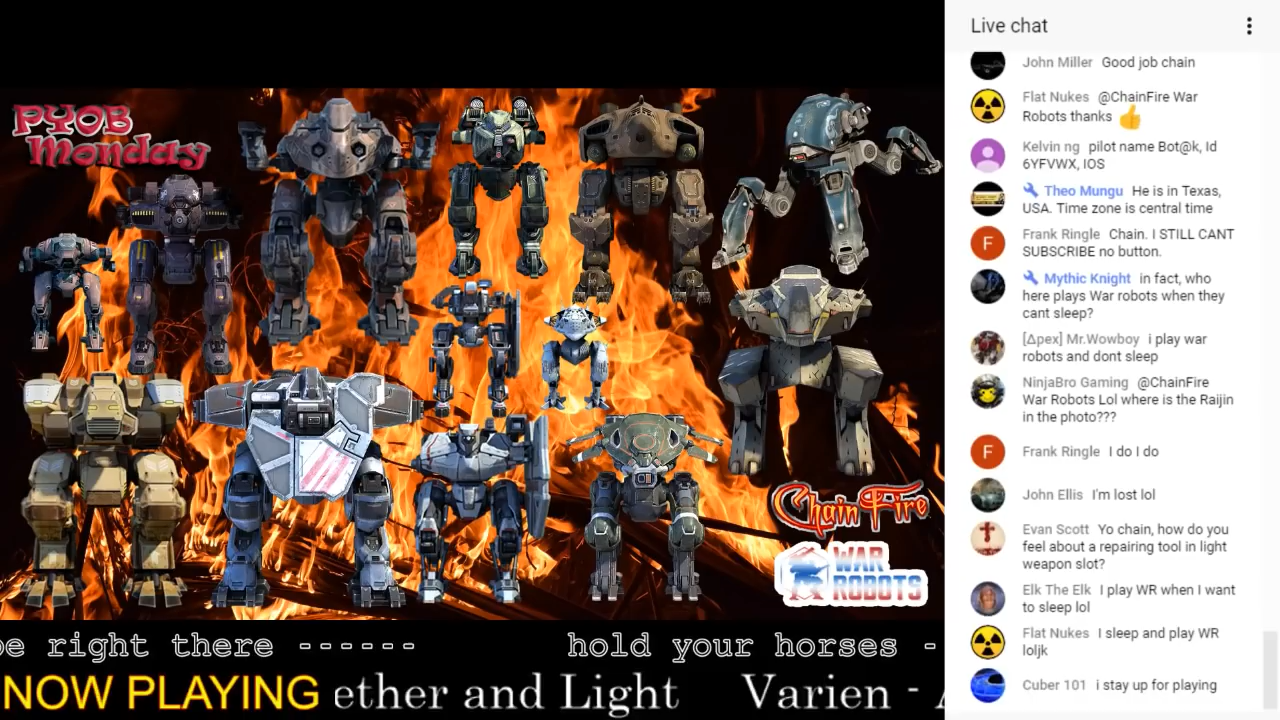 PYOB
Monday
Chain Fire
WAR
ROBOTS
be right there ------ hold your horses -
NOW PLAYING ether and Light Varien - A
Live chat
John Miller Good job chain
Flat Nukes @ChainFire War
Robots thanks 👍
Kelvin ng pilot name Bot@k, Id
6YFVWX, IOS
Theo Mungu He is in Texas,
USA. Time zone is central time
Frank Ringle Chain. I STILL CANT
SUBSCRIBE no button.
Mythic Knight in fact, who
here plays War robots when they
cant sleep?
[Δpex] Mr.Wowboy i play war
robots and dont sleep
NinjaBro Gaming @ChainFire
War Robots Lol where is the Raijin
in the photo???
F
Frank Ringle I do I do
John Ellis I'm lost lol
Evan Scott Yo chain, how do you
feel about a repairing tool in light
weapon slot?
Elk The Elk I play WR when I want
to sleep lol
Flat Nukes I sleep and play WR
loljk
Cuber 101 i stay up for playing